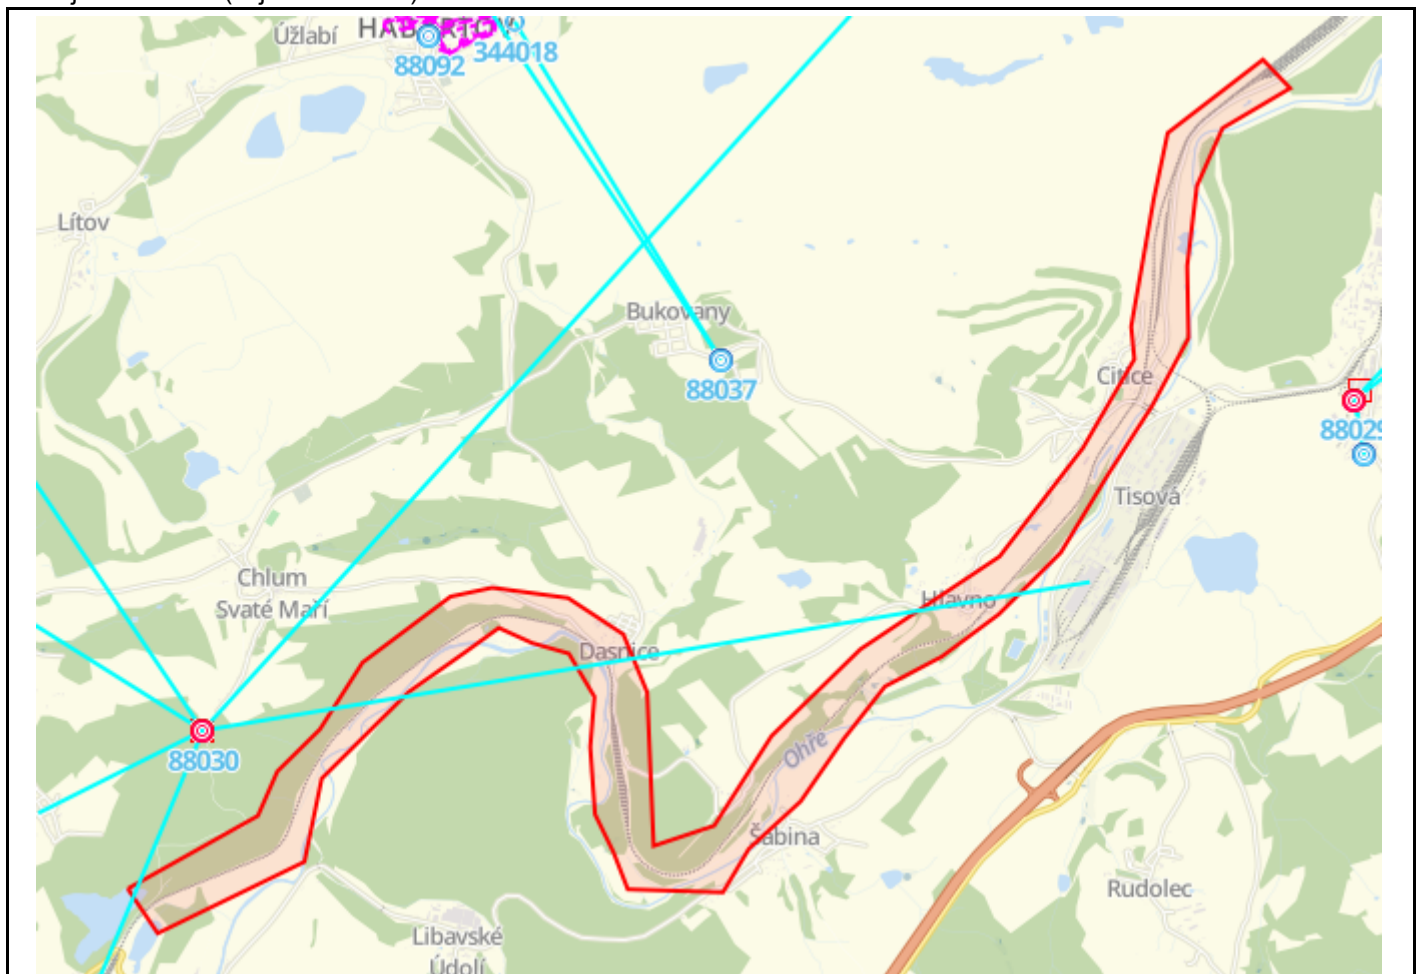 Úžlabí
344018
88092
Lítov
Bukovany
88037
Citice
88029
Tisová
Chlum
Svaté Maří
Hlavno
Dasnice
88030
Ohře
Šabina
Rudolec
Libavské
Údolí